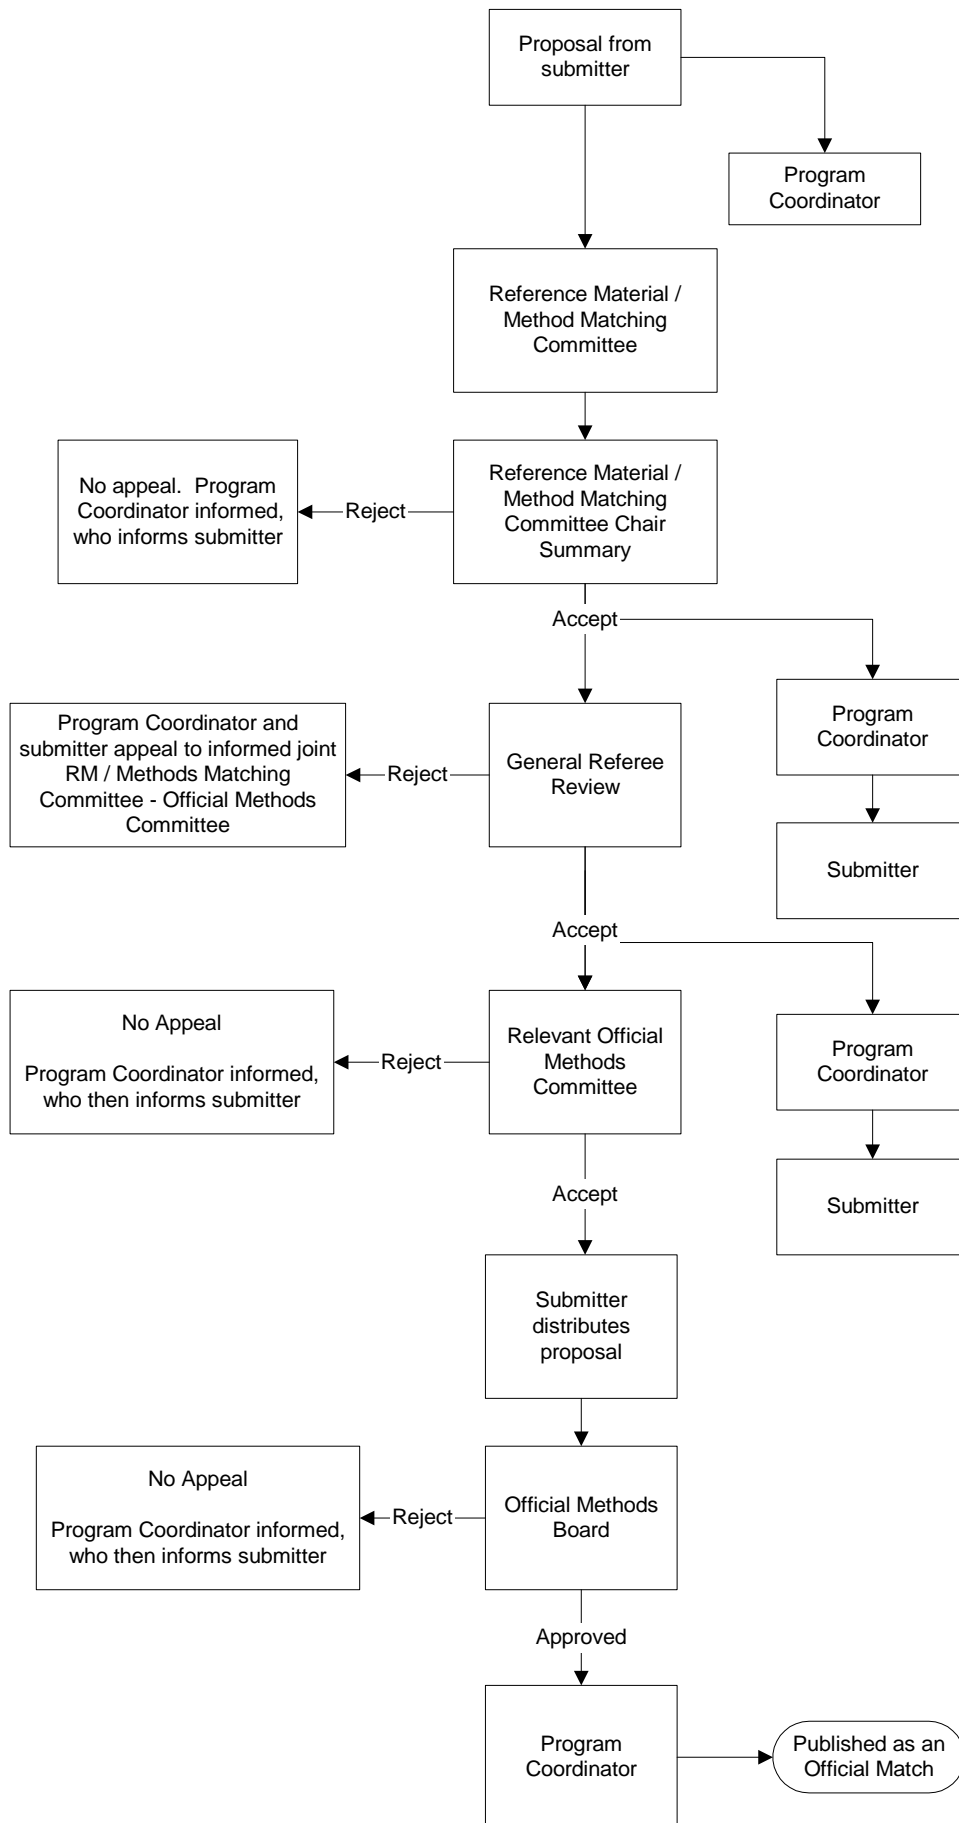 Proposal from
submitter
Program
Coordinator
Reference Material /
Method Matching
Committee
No appeal.  Program
Coordinator informed,
who informs submitter
Reject
Reference Material /
Method Matching
Committee Chair
Summary
Accept
Program Coordinator and
submitter appeal to informed joint
RM / Methods Matching
Committee - Official Methods
Committee
Reject
General Referee
Review
Program
Coordinator
Submitter
Accept
No Appeal
Program Coordinator informed,
who then informs submitter
Reject
Relevant Official
Methods
Committee
Program
Coordinator
Submitter
Accept
Submitter
distributes
proposal
No Appeal
Program Coordinator informed,
who then informs submitter
Reject
Official Methods
Board
Approved
Program
Coordinator
Published as an
Official Match